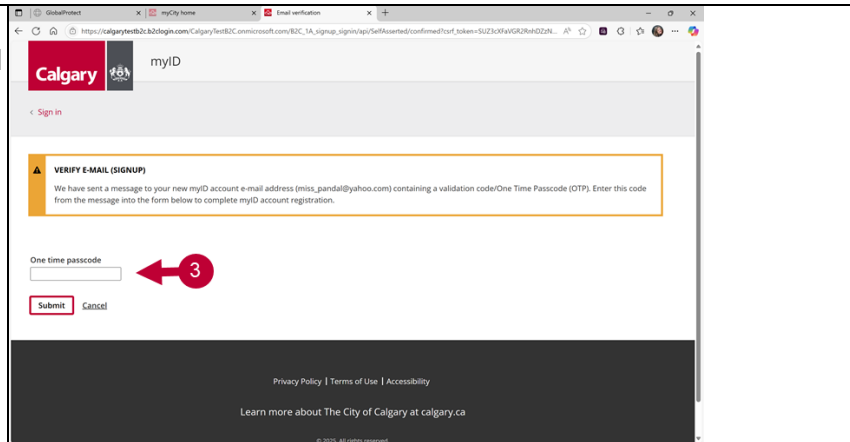 GlobalProtect
myCity home
Email verification
https://calgarytestb2c.b2clogin.com/CalgaryTestB2C.onmicrosoft.com/B2C_1A_signup_signin/api/SelfAsserted/confirmed?csrf_token=SUZ3cXFaVGR2RnhDZzN...
Calgary
myID
< Sign in
VERIFY E-MAIL (SIGNUP)
We have sent a message to your new myID account e-mail address (miss_pandal@yahoo.com) containing a validation code/One Time Passcode (OTP). Enter this code
from the message into the form below to complete myID account registration.
One time passcode
3
Submit Cancel
Privacy Policy | Terms of Use | Accessibility
Learn more about The City of Calgary at calgary.ca
© 2025. All rights reserved.